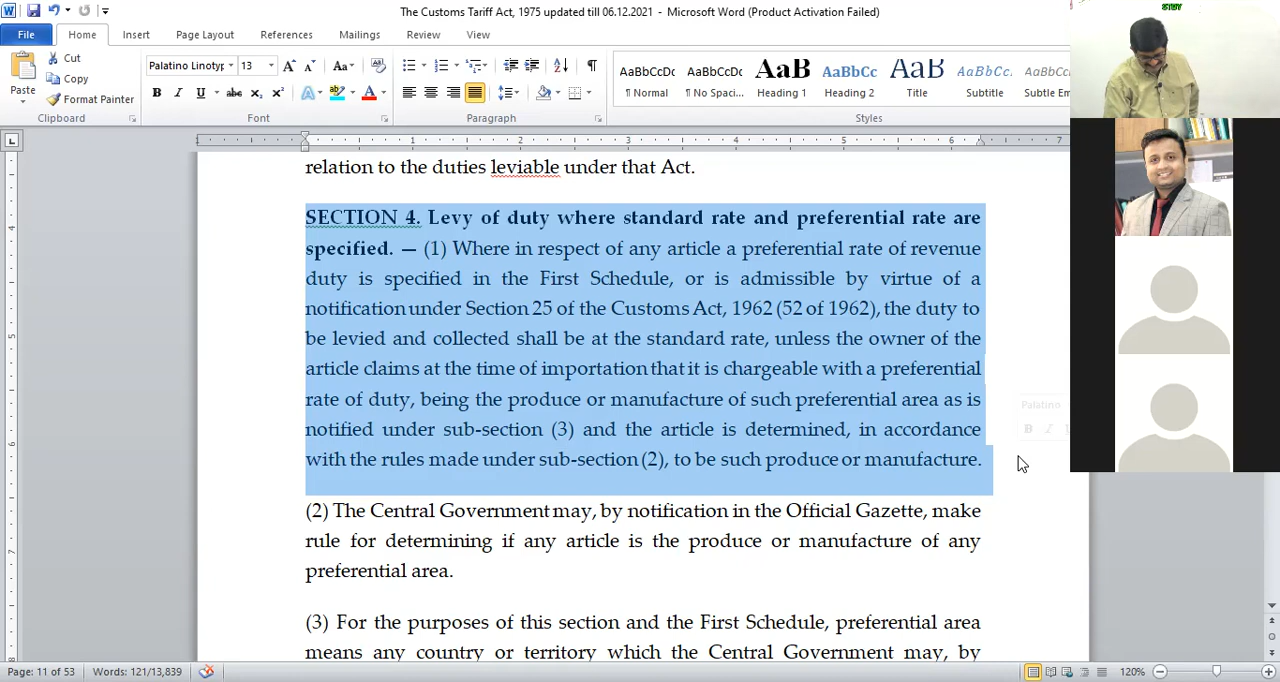 The Customs Tariff Act, 1975 updated till 06.12.2021 - Microsoft Word (Product Activation Failed)
STUDY
File Home Insert Page Layout References Mailings Review View
Cut
Copy
Paste
Format Painter
Clipboard
Palatino Linotyp 13
Font
Paragraph
AaBbCcDc AaBbCcDc AaB AaBbCc AaB AaBbCc. AaBbCcDc
¶ Normal ¶ No Spaci... Heading 1 Heading 2 Title Subtitle Subtle Em
Styles
1 1 2 3 4 5 6 7
relation to the duties leviable under that Act.
SECTION 4. Levy of duty where standard rate and preferential rate are
specified. — (1) Where in respect of any article a preferential rate of revenue
duty is specified in the First Schedule, or is admissible by virtue of a
notification under Section 25 of the Customs Act, 1962 (52 of 1962), the duty to
be levied and collected shall be at the standard rate, unless the owner of the
article claims at the time of importation that it is chargeable with a preferential
rate of duty, being the produce or manufacture of such preferential area as is
notified under sub-section (3) and the article is determined, in accordance
with the rules made under sub-section (2), to be such produce or manufacture.
Palatino
B I U
(2) The Central Government may, by notification in the Official Gazette, make
rule for determining if any article is the produce or manufacture of any
preferential area.
(3) For the purposes of this section and the First Schedule, preferential area
means any country or territory which the Central Government may, by
Page: 11 of 53 Words: 121/13,839 120%